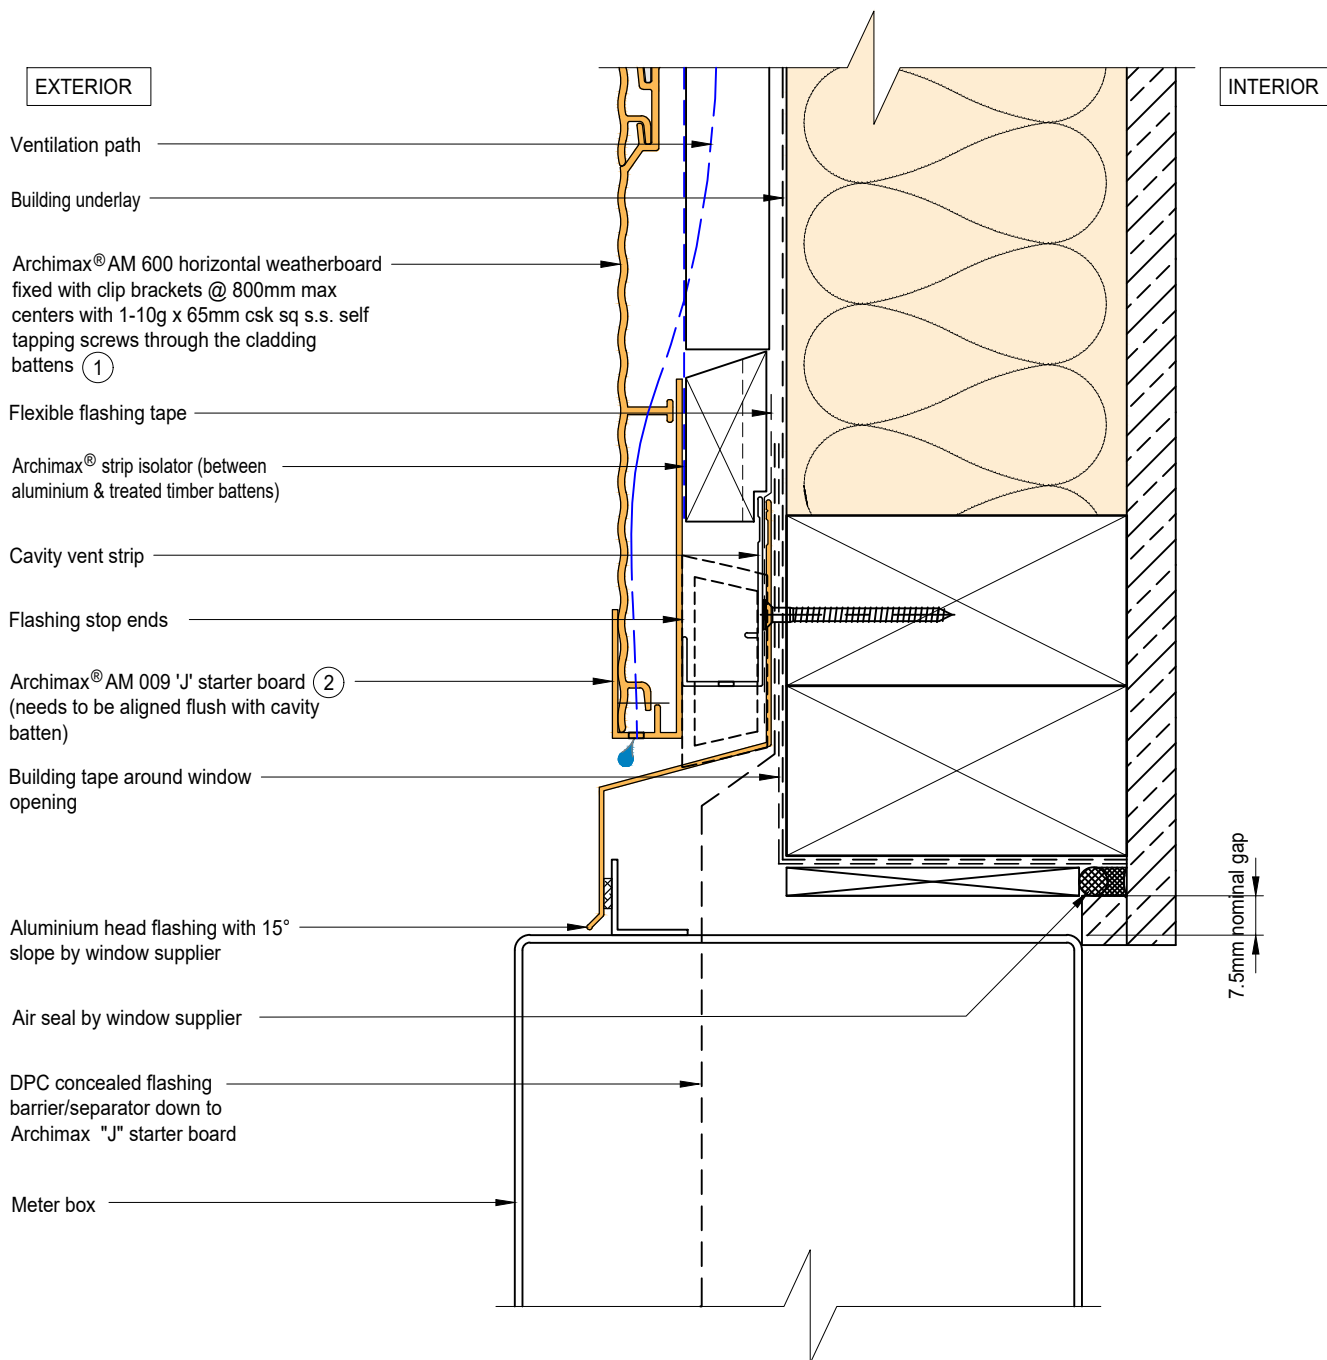 EXTERIOR
INTERIOR
Ventilation path
Building underlay
Archimax® AM 600 horizontal weatherboard
fixed with clip brackets @ 800mm max
centers with 1-10g x 65mm csk sq s.s. self
tapping screws through the cladding
battens 1
Flexible flashing tape
Archimax® strip isolator (between
aluminium & treated timber battens)
Cavity vent strip
Flashing stop ends
Archimax® AM 009 'J' starter board 2
(needs to be aligned flush with cavity
batten)
Building tape around window
opening
7.5mm nominal gap
Aluminium head flashing with 15°
slope by window supplier
Air seal by window supplier
DPC concealed flashing
barrier/separator down to
Archimax "J" starter board
Meter box